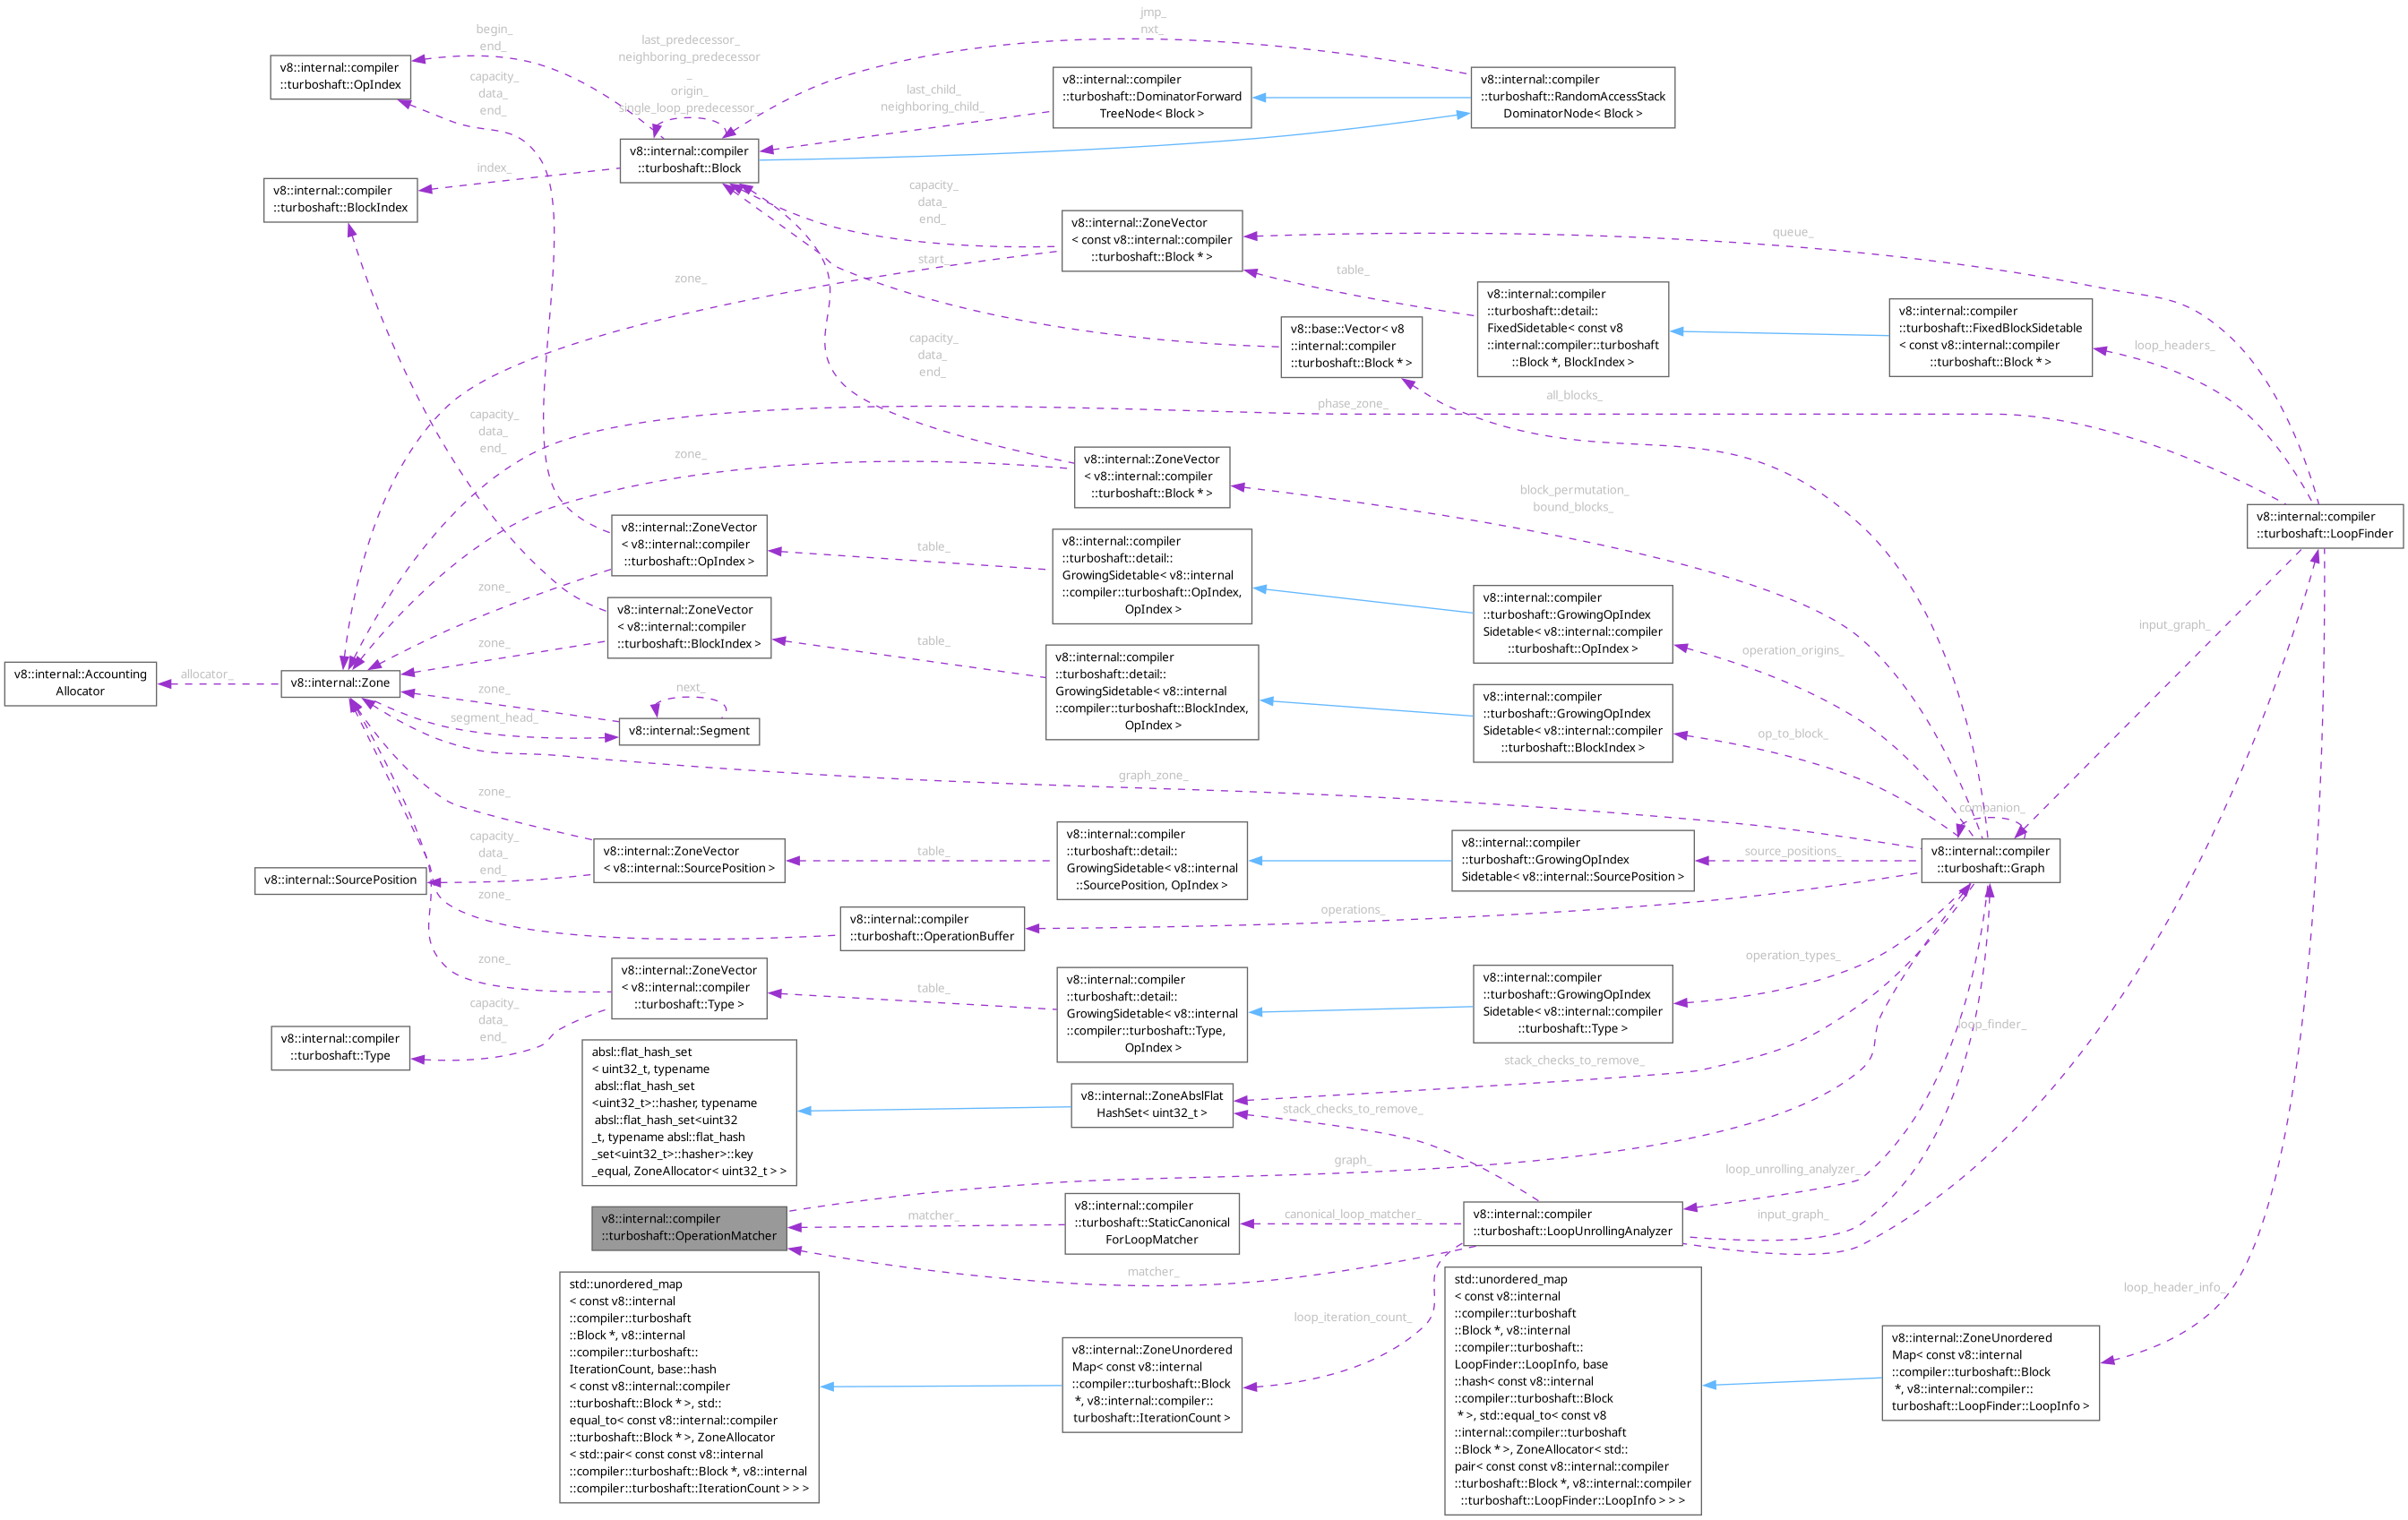 jmp_
nxt_
begin_
end_
last_predecessor_
neighboring_predecessor
_
origin_
single_loop_predecessor_
v8::internal::compiler
::turboshaft::OpIndex
capacity_
data_
end_
last_child_
neighboring_child_
v8::internal::compiler
::turboshaft::DominatorForward
TreeNode< Block >
v8::internal::compiler
::turboshaft::RandomAccessStack
DominatorNode< Block >
v8::internal::compiler
::turboshaft::Block
index_
v8::internal::compiler
::turboshaft::BlockIndex
capacity_
data_
end_
v8::internal::ZoneVector
< const v8::internal::compiler
::turboshaft::Block * >
queue_
start_
zone_
table_
v8::internal::compiler
::turboshaft::detail::
FixedSidetable< const v8
::internal::compiler::turboshaft
::Block *, BlockIndex >
v8::internal::compiler
::turboshaft::FixedBlockSidetable
< const v8::internal::compiler
::turboshaft::Block * >
v8::base::Vector< v8
::internal::compiler
::turboshaft::Block * >
capacity_
data_
end_
loop_headers_
phase_zone_
all_blocks_
capacity_
data_
end_
zone_
v8::internal::ZoneVector
< v8::internal::compiler
::turboshaft::Block * >
block_permutation_
bound_blocks_
v8::internal::compiler
::turboshaft::LoopFinder
v8::internal::ZoneVector
< v8::internal::compiler
::turboshaft::OpIndex >
table_
v8::internal::compiler
::turboshaft::detail::
GrowingSidetable< v8::internal
::compiler::turboshaft::OpIndex,
OpIndex >
zone_
v8::internal::compiler
::turboshaft::GrowingOpIndex
Sidetable< v8::internal::compiler
::turboshaft::OpIndex >
v8::internal::ZoneVector
< v8::internal::compiler
::turboshaft::BlockIndex >
input_graph_
zone_
table_
operation_origins_
v8::internal::Accounting
Allocator
allocator_
v8::internal::Zone
zone_
next_
segment_head_
v8::internal::Segment
v8::internal::compiler
::turboshaft::detail::
GrowingSidetable< v8::internal
::compiler::turboshaft::BlockIndex,
OpIndex >
v8::internal::compiler
::turboshaft::GrowingOpIndex
Sidetable< v8::internal::compiler
::turboshaft::BlockIndex >
op_to_block_
graph_zone_
zone_
companion_
capacity_
data_
end_
v8::internal::ZoneVector
< v8::internal::SourcePosition >
table_
v8::internal::compiler
::turboshaft::detail::
GrowingSidetable< v8::internal
::SourcePosition, OpIndex >
v8::internal::compiler
::turboshaft::GrowingOpIndex
Sidetable< v8::internal::SourcePosition >
source_positions_
v8::internal::compiler
::turboshaft::Graph
v8::internal::SourcePosition
zone_
v8::internal::compiler
::turboshaft::OperationBuffer
operations_
zone_
v8::internal::ZoneVector
< v8::internal::compiler
::turboshaft::Type >
table_
v8::internal::compiler
::turboshaft::detail::
GrowingSidetable< v8::internal
::compiler::turboshaft::Type,
OpIndex >
v8::internal::compiler
::turboshaft::GrowingOpIndex
Sidetable< v8::internal::compiler
::turboshaft::Type >
operation_types_
capacity_
data_
end_
v8::internal::compiler
::turboshaft::Type
loop_finder_
absl::flat_hash_set
< uint32_t, typename
absl::flat_hash_set
<uint32_t>::hasher, typename
absl::flat_hash_set<uint32
_t, typename absl::flat_hash
_set<uint32_t>::hasher>::key
_equal, ZoneAllocator< uint32_t > >
v8::internal::ZoneAbslFlat
HashSet< uint32_t >
stack_checks_to_remove_
stack_checks_to_remove_
graph_
loop_unrolling_analyzer_
v8::internal::compiler
::turboshaft::OperationMatcher
matcher_
v8::internal::compiler
::turboshaft::StaticCanonical
ForLoopMatcher
canonical_loop_matcher_
v8::internal::compiler
::turboshaft::LoopUnrollingAnalyzer
input_graph_
matcher_
loop_header_info_
std::unordered_map
< const v8::internal
::compiler::turboshaft
::Block *, v8::internal
::compiler::turboshaft::
IterationCount, base::hash
< const v8::internal::compiler
::turboshaft::Block * >, std::
equal_to< const v8::internal::compiler
::turboshaft::Block * >, ZoneAllocator
< std::pair< const const v8::internal
::compiler::turboshaft::Block *, v8::internal
::compiler::turboshaft::IterationCount > > >
loop_iteration_count_
v8::internal::ZoneUnordered
Map< const v8::internal
::compiler::turboshaft::Block
*, v8::internal::compiler::
turboshaft::IterationCount >
std::unordered_map
< const v8::internal
::compiler::turboshaft
::Block *, v8::internal
::compiler::turboshaft::
LoopFinder::LoopInfo, base
::hash< const v8::internal
::compiler::turboshaft::Block
* >, std::equal_to< const v8
::internal::compiler::turboshaft
::Block * >, ZoneAllocator< std::
pair< const const v8::internal::compiler
::turboshaft::Block *, v8::internal::compiler
::turboshaft::LoopFinder::LoopInfo > > >
v8::internal::ZoneUnordered
Map< const v8::internal
::compiler::turboshaft::Block
*, v8::internal::compiler::
turboshaft::LoopFinder::LoopInfo >